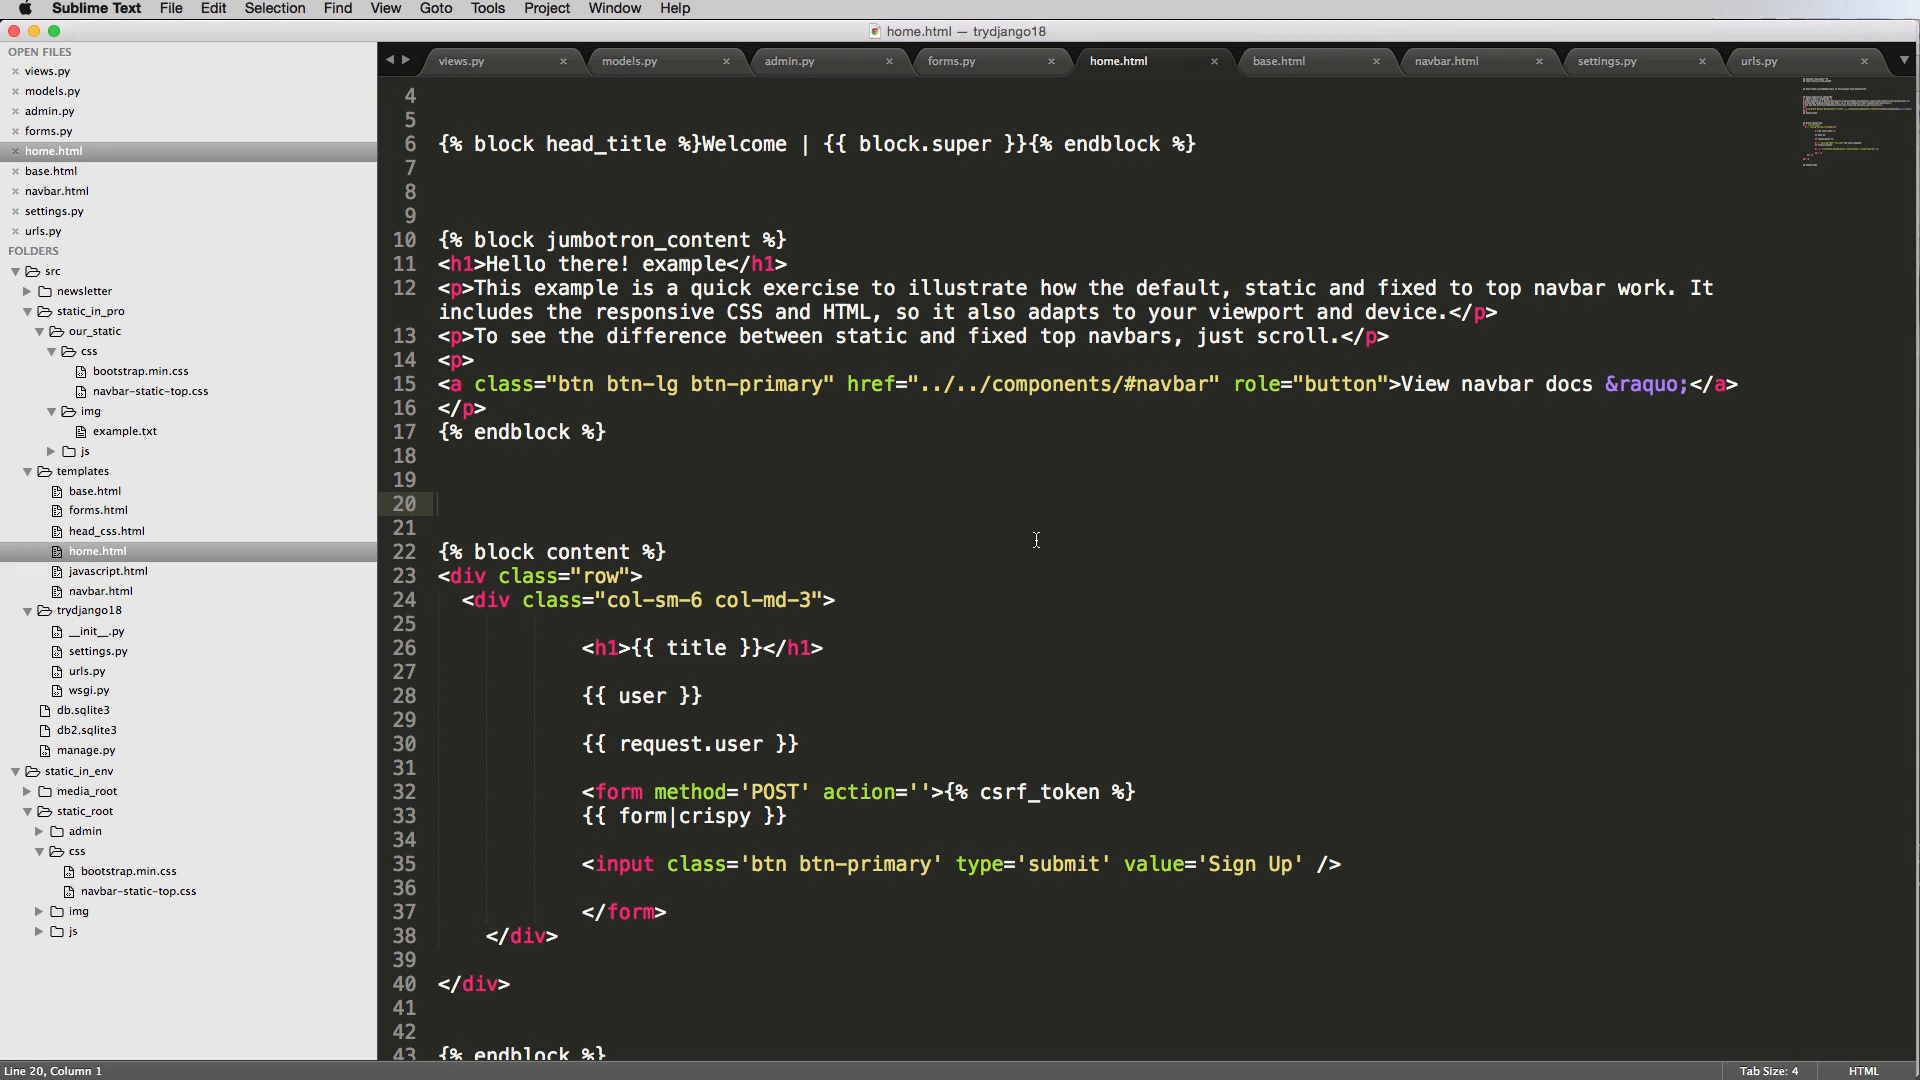 Sublime Text File Edit Selection Find View Goto Tools Project Window Help
home.html — trydjango18
OPEN FILES
× views.py
× models.py
× admin.py
× forms.py
× home.html
× base.html
× navbar.html
× settings.py
× urls.py
FOLDERS
src
newsletter
static_in_pro
our_static
css
bootstrap.min.css
navbar-static-top.css
img
example.txt
js
templates
base.html
forms.html
head_css.html
home.html
javascript.html
navbar.html
trydjango18
__init__.py
settings.py
urls.py
wsgi.py
db.sqlite3
db2.sqlite3
manage.py
static_in_env
media_root
static_root
admin
css
bootstrap.min.css
navbar-static-top.css
img
js
views.py × models.py × admin.py × forms.py × home.html × base.html × navbar.html × settings.py × urls.py ×
4
5
6 {% block head_title %}Welcome | {{ block.super }}{% endblock %}
7
8
9
10 {% block jumbotron_content %}
11 <h1>Hello there! example</h1>
12 <p>This example is a quick exercise to illustrate how the default, static and fixed to top navbar work. It
includes the responsive CSS and HTML, so it also adapts to your viewport and device.</p>
13 <p>To see the difference between static and fixed top navbars, just scroll.</p>
14 <p>
15 <a class="btn btn-lg btn-primary" href="../../components/#navbar" role="button">View navbar docs &raquo;</a>
16 </p>
17 {% endblock %}
18
19
20
21
22 {% block content %}
23 <div class="row">
24 <div class="col-sm-6 col-md-3">
25
26 <h1>{{ title }}</h1>
27
28 {{ user }}
29
30 {{ request.user }}
31
32 <form method='POST' action=''>{% csrf_token %}
33 {{ form|crispy }}
34
35 <input class='btn btn-primary' type='submit' value='Sign Up' />
36
37 </form>
38 </div>
39
40 </div>
41
42
43 {% endblock %}
Line 20, Column 1
Tab Size: 4 HTML